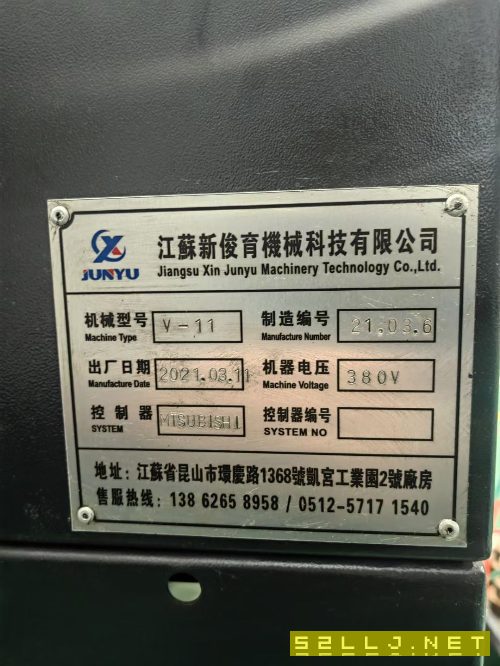 江蘇新俊育機械科技有限公司
JUNYU
Jiangsu Xin Junyu Machinery Technology Co.,Ltd.
机械型号 V-11 制造编号 21.03.6
Machine Type Manufacture Number
出厂日期 2021.03.11 机器电压 380V
Manufacture Date Machine Voltage
控制器 MISUBISHI 控制器编号
SYSTEM SYSTEM NO
地址: 江蘇省昆山市環慶路1368號凱宮工業園2號廠房
售服热线: 138 6265 8958 / 0512-5717 1540
52LLJ.NET